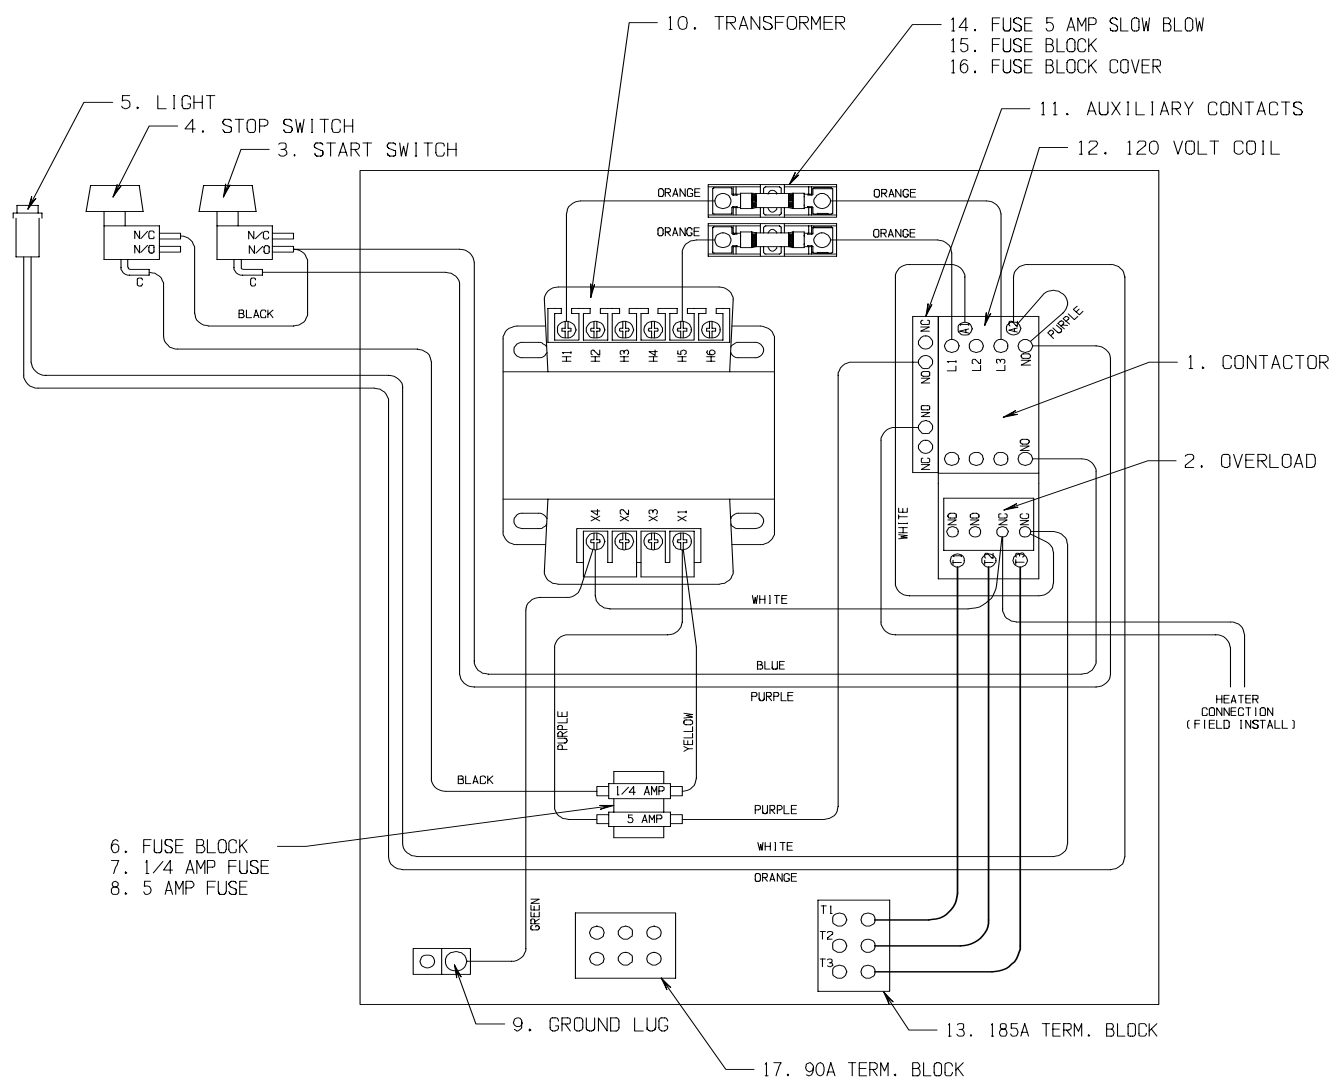 10. TRANSFORMER
14. FUSE 5 AMP SLOW BLOW
15. FUSE BLOCK
16. FUSE BLOCK COVER
5. LIGHT
4. STOP SWITCH
3. START SWITCH
11. AUXILIARY CONTACTS
12. 120 VOLT COIL
ORANGE
ORANGE
ORANGE
ORANGE
N/C
N/O
C
N/C
N/O
C
BLACK
H1
H2
H3
H4
H5
H6
NC
NO
NO
NC
A1
A2
PURPLE
L1
L2
L3
NO
NO
1. CONTACTOR
2. OVERLOAD
X4
X2
X3
X1
WHITE
NO
NO
NC
NC
T1
T2
T3
WHITE
BLUE
PURPLE
HEATER
CONNECTION
(FIELD INSTALL)
PURPLE
YELLOW
BLACK
1/4 AMP
5 AMP
PURPLE
6. FUSE BLOCK
7. 1/4 AMP FUSE
8. 5 AMP FUSE
WHITE
ORANGE
GREEN
T1
T2
T3
9. GROUND LUG
13. 185A TERM. BLOCK
17. 90A TERM. BLOCK